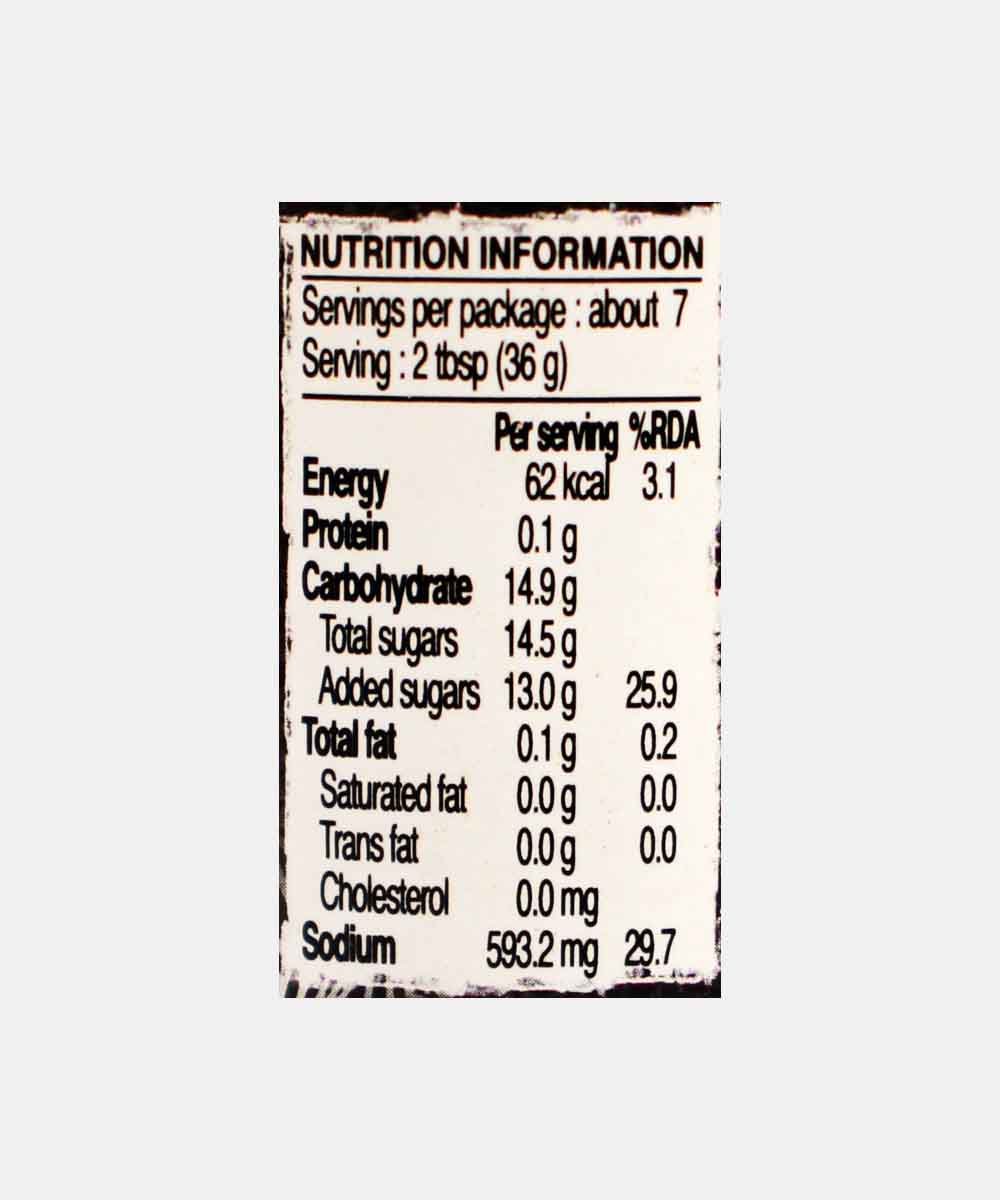 NUTRITION INFORMATION
Servings per package : about 7
Serving : 2 tbsp (36 g)
Per serving %RDA
Energy 62 kcal 3.1
Protein 0.1 g
Carbohydrate 14.9 g
Total sugars 14.5 g
Added sugars 13.0 g 25.9
Total fat 0.1 g 0.2
Saturated fat 0.0 g 0.0
Trans fat 0.0 g 0.0
Cholesterol 0.0 mg
Sodium 593.2 mg 29.7